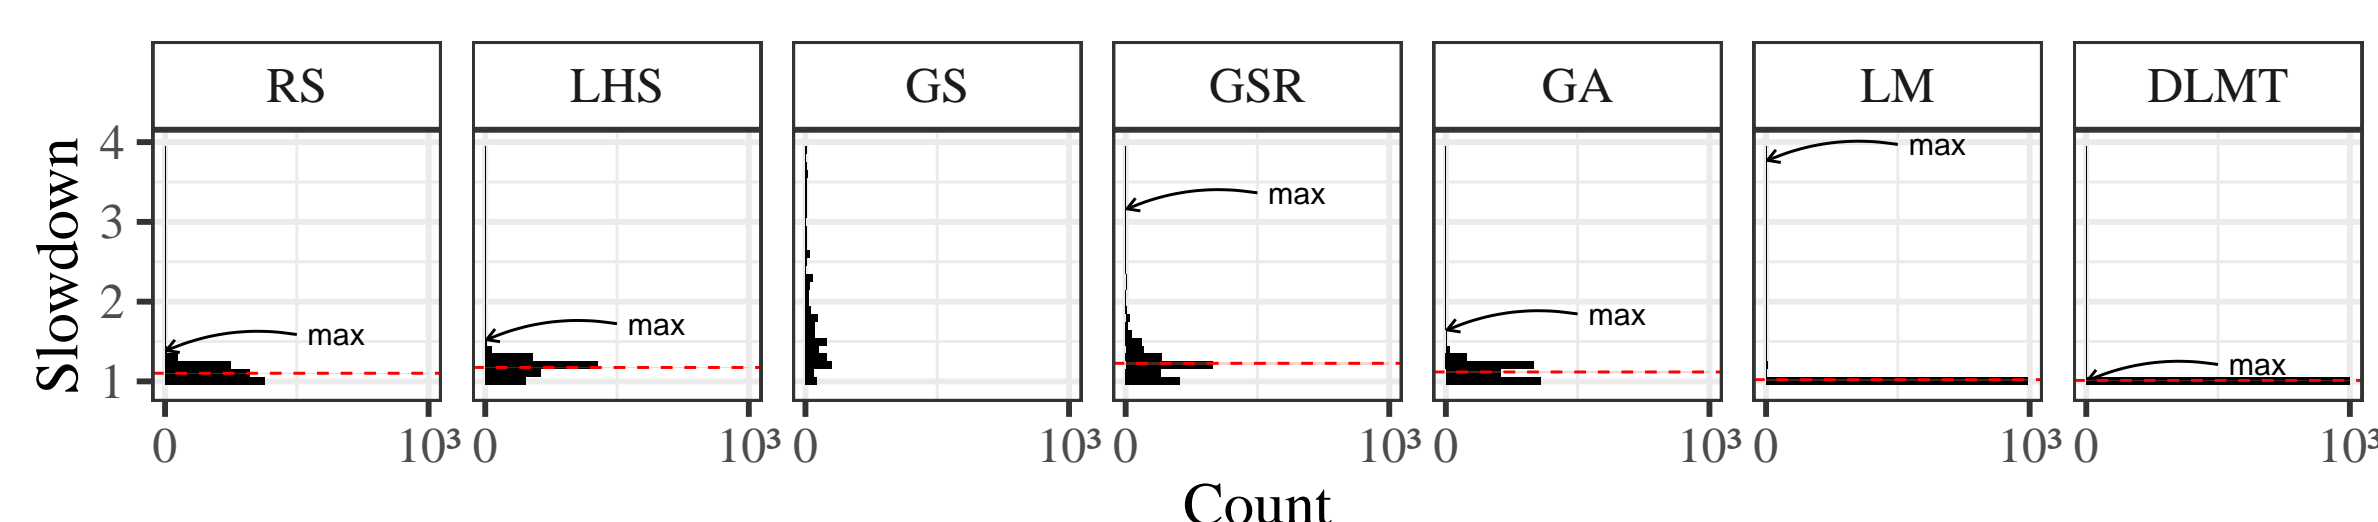 RS LHS GS GSR GA LM DLMT
Slowdown
4
3
2
1
max
max
max
max
max
max
0 10³ 0 10³ 0 10³ 0 10³ 0 10³ 0 10³ 0 10³
Count